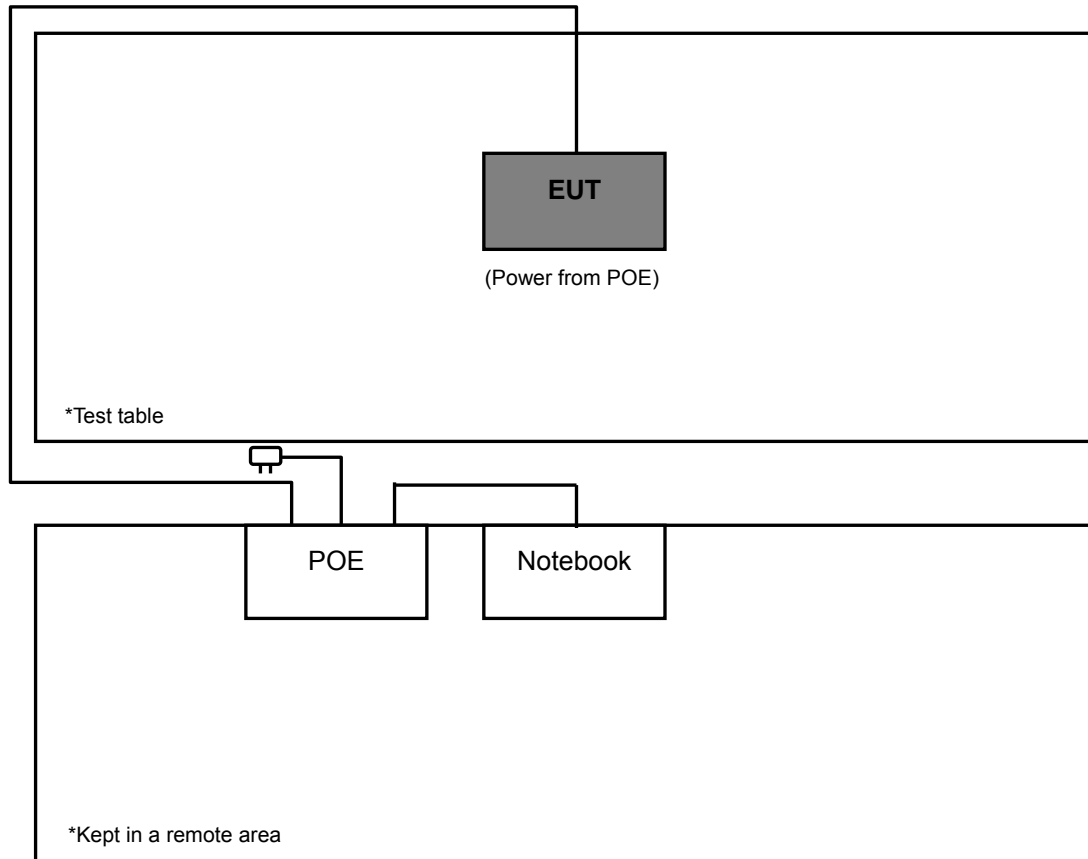 EUT
(Power from POE)
*Test table
POE
Notebook
*Kept in a remote area